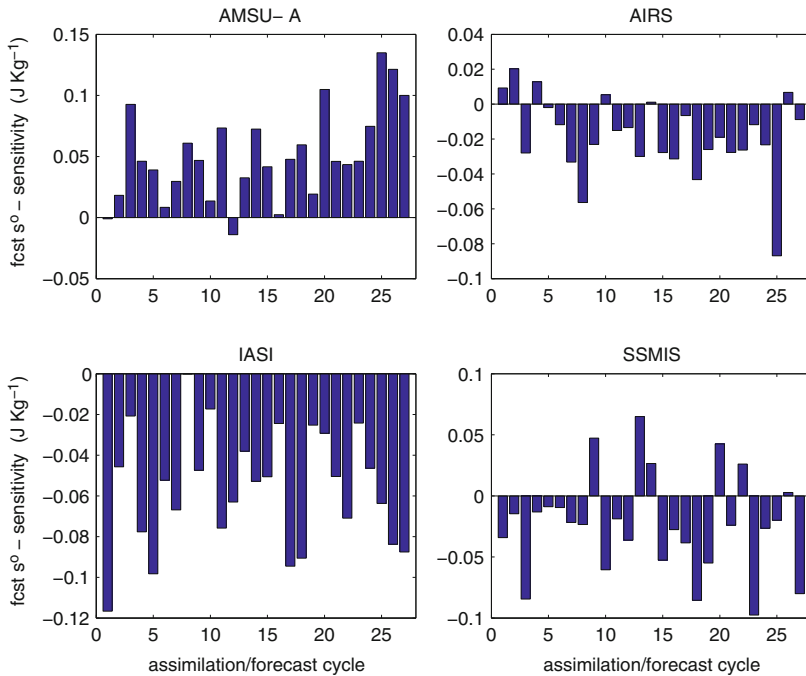 AMSU− A
AIRS
fcst s° − sensitivity (J Kg−1)
0.15
0.1
0.05
0
−0.05
0 5 10 15 20 25
0.04
0.02
0
−0.02
−0.04
−0.06
−0.08
−0.1
0 5 10 15 20 25
IASI
SSMIS
fcst s° − sensitivity (J Kg−1)
0
−0.02
−0.04
−0.06
−0.08
−0.1
−0.12
0 5 10 15 20 25
assimilation/forecast cycle
0.1
0.05
0
−0.05
−0.1
0 5 10 15 20 25
assimilation/forecast cycle